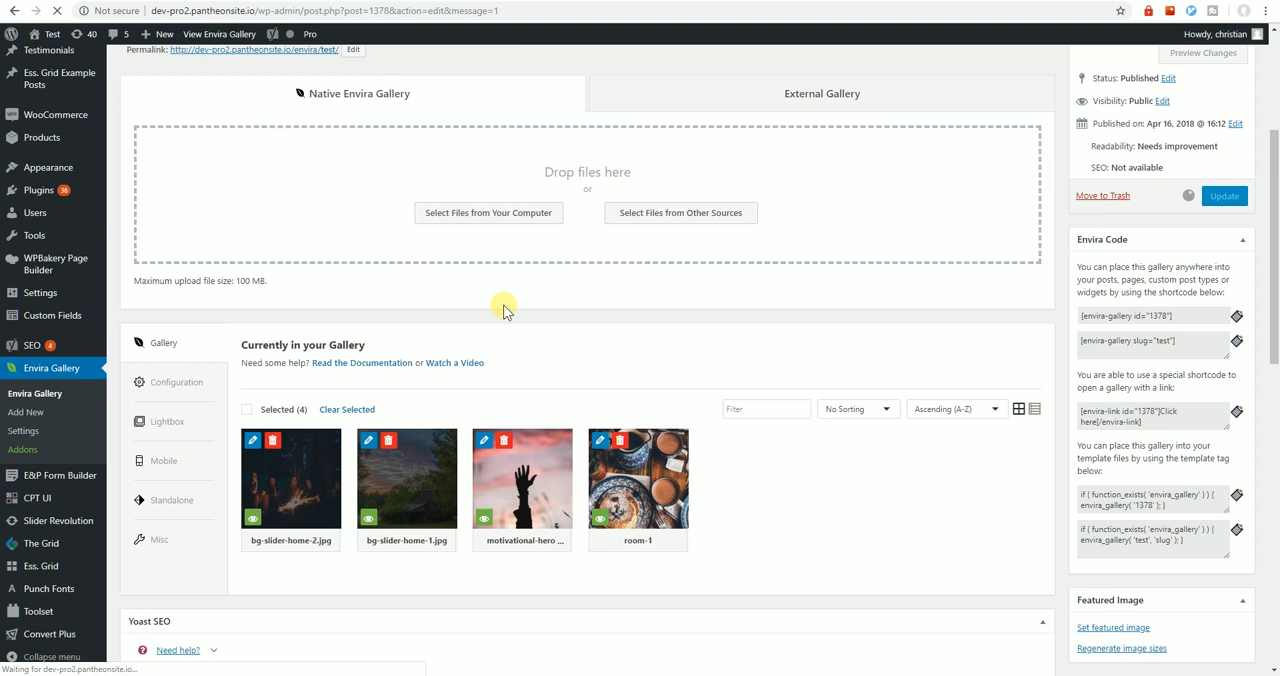 Not secure | dev-pro2.pantheonsite.io/wp-admin/post.php?post=1378&action=edit&message=1
Test 40 5 New View Envira Gallery Pro Howdy, christian
Testimonials
Ess. Grid Example
Posts
WooCommerce
Products
Appearance
Plugins 36
Users
Tools
WPBakery Page
Builder
Settings
Custom Fields
SEO 4
Envira Gallery
Envira Gallery
Add New
Settings
Addons
E&P Form Builder
CPT UI
Slider Revolution
The Grid
Ess. Grid
Punch Fonts
Toolset
Convert Plus
Collapse menu
Waiting for dev-pro2.pantheonsite.io...
Permalink: http://dev-pro2.pantheonsite.io/envira/test/ Edit
Native Envira Gallery
External Gallery
Drop files here
or
Select Files from Your Computer
Select Files from Other Sources
Maximum upload file size: 100 MB.
Gallery
Configuration
Lightbox
Mobile
Standalone
Misc
Currently in your Gallery
Need some help? Read the Documentation or Watch a Video
Selected (4) Clear Selected
Filter
No Sorting
Ascending (A-Z)
bg-slider-home-2.jpg
bg-slider-home-1.jpg
motivational-hero ...
room-1
Yoast SEO
Need help?
Preview Changes
Status: Published Edit
Visibility: Public Edit
Published on: Apr 16, 2018 @ 16:12 Edit
Readability: Needs improvement
SEO: Not available
Move to Trash
Update
Envira Code
You can place this gallery anywhere into
your posts, pages, custom post types or
widgets by using the shortcode below:
[envira-gallery id="1378"]
[envira-gallery slug="test"]
You are able to use a special shortcode to
open a gallery with a link:
[envira-link id="1378"]Click
here[/envira-link]
You can place this gallery into your
template files by using the template tag
below:
if ( function_exists( 'envira_gallery' ) ) {
envira_gallery( '1378' ); }
if ( function_exists( 'envira_gallery' ) ) {
envira_gallery( 'test', 'slug' ); }
Featured Image
Set featured image
Regenerate image sizes